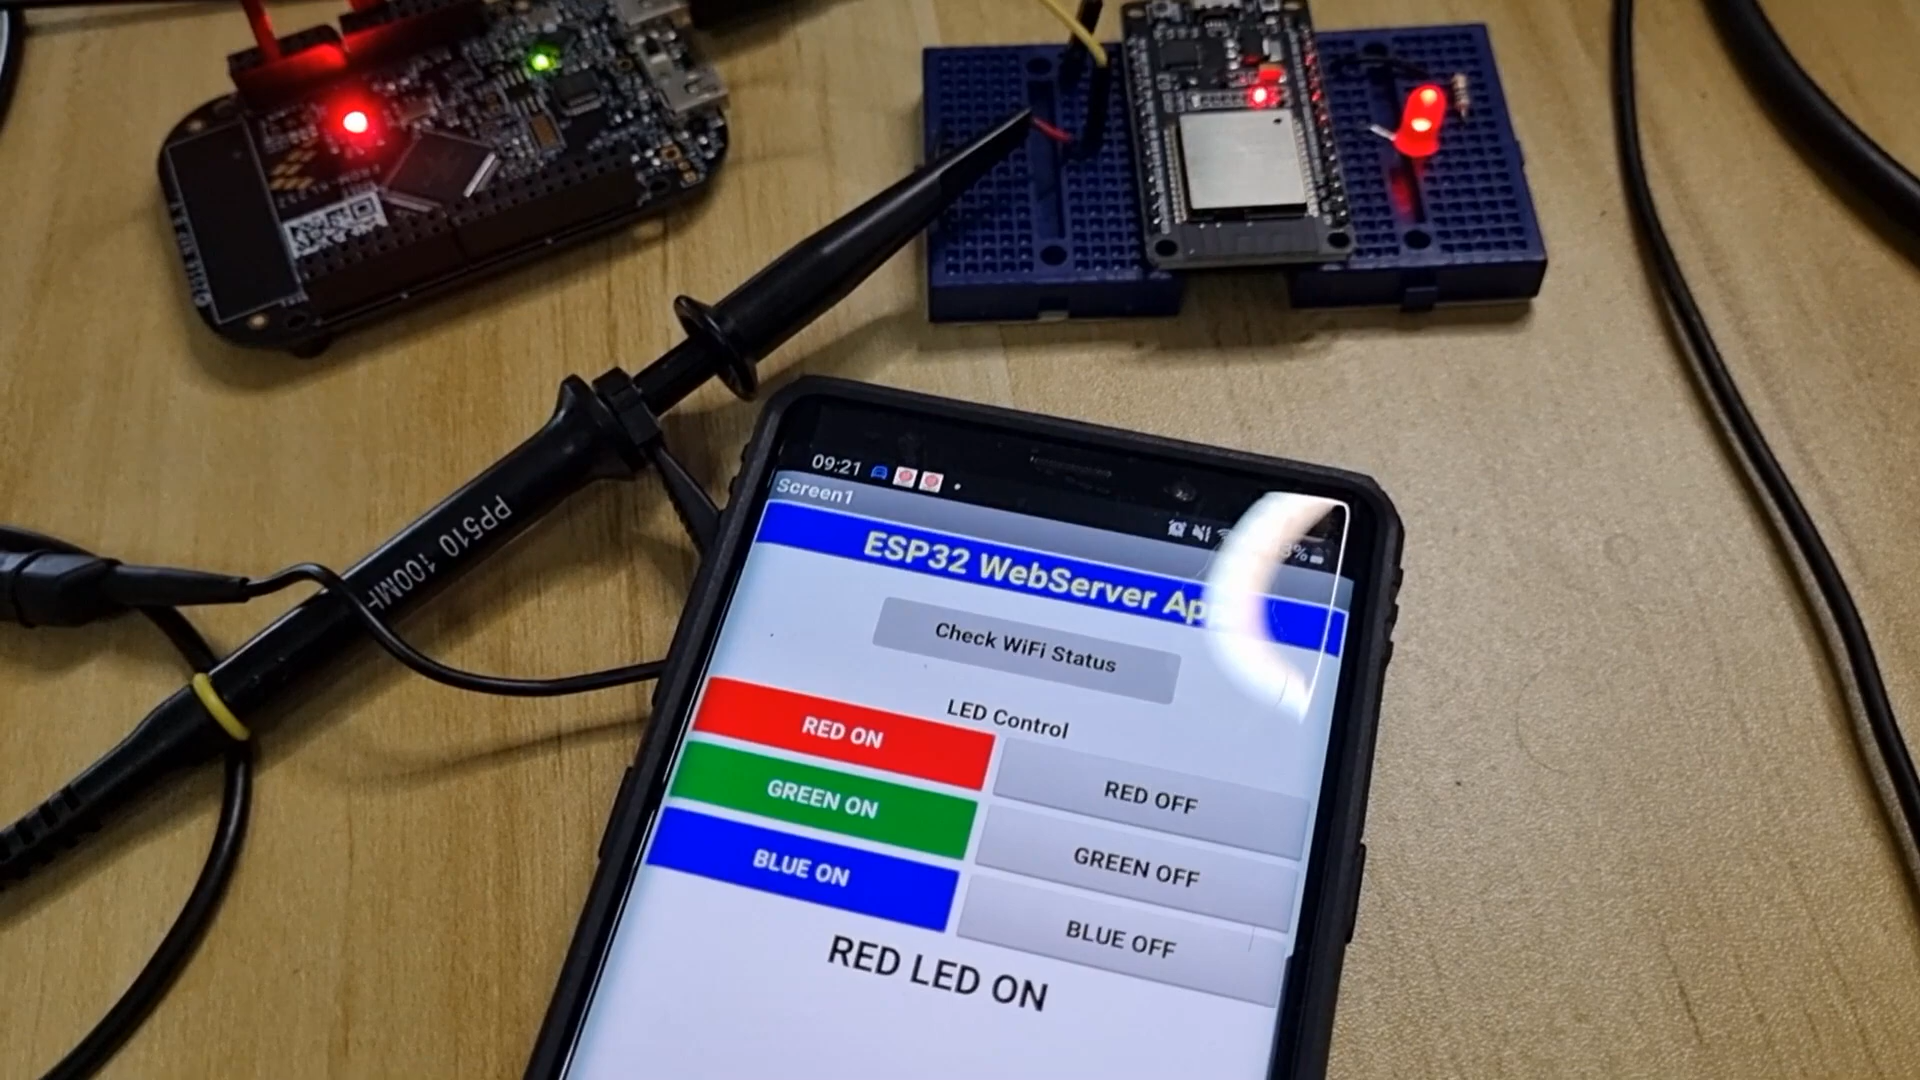 PP510 100MH
09:21
Screen1
ESP32 WebServer App
Check WiFi Status
LED Control
RED ON
RED OFF
GREEN ON
GREEN OFF
BLUE ON
BLUE OFF
RED LED ON